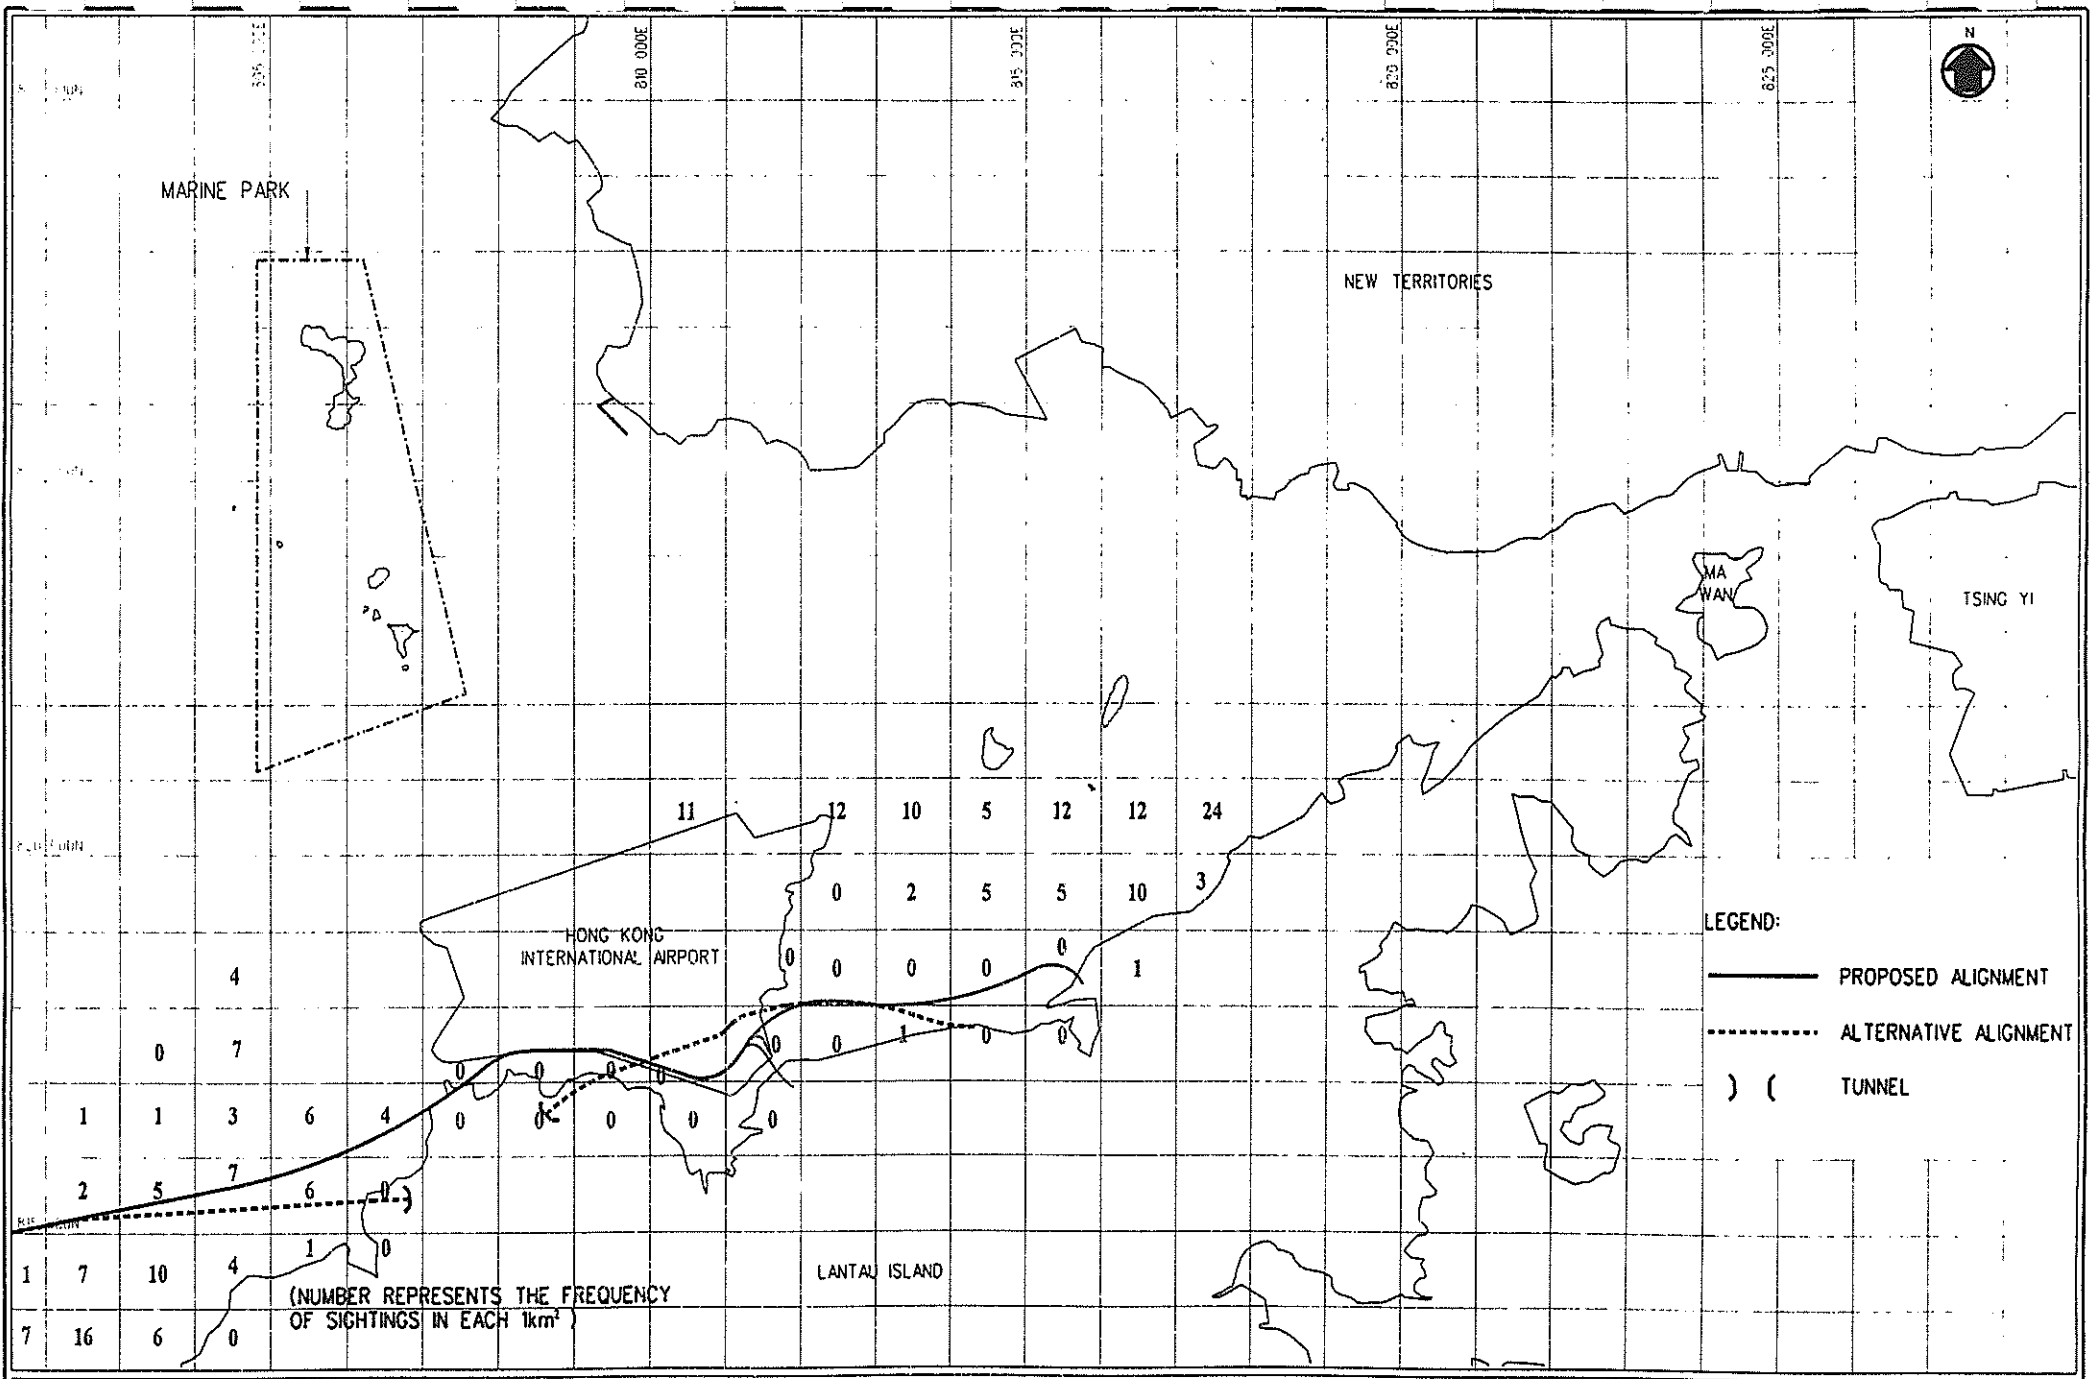 810 000E
815 000E
820 000E
825 000E
N
MARINE PARK
NEW TERRITORIES
MA
WAN
TSING YI
11 12 10 5 12 12 24
0 2 5 5 10 3
HONG KONG
INTERNATIONAL AIRPORT
LEGEND:
0
4 0 0 0 0 1
PROPOSED ALIGNMENT
0 7 0 0 1 0 0
ALTERNATIVE ALIGNMENT
0 0 0 0
) ( TUNNEL
1 1 3 6 4 0 0 0 0 0
7
2 5 6 0
1 0
1 7 10 4
LANTAU ISLAND
(NUMBER REPRESENTS THE FREQUENCY
OF SIGHTINGS IN EACH 1km²)
7 16 6 0